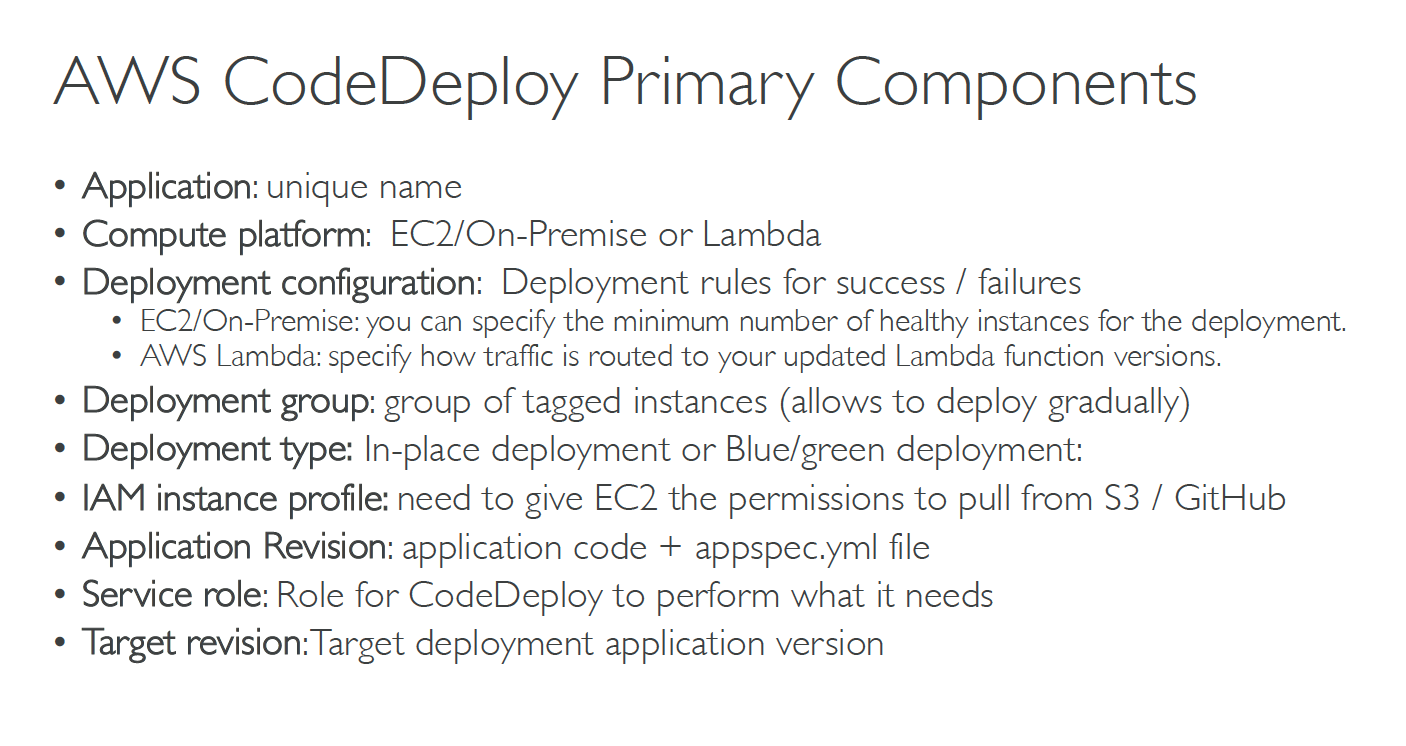 AWS CodeDeploy Primary Components
• Application: unique name
• Compute platform: EC2/On-Premise or Lambda
• Deployment configuration: Deployment rules for success / failures
• EC2/On-Premise: you can specify the minimum number of healthy instances for the deployment.
• AWS Lambda: specify how traffic is routed to your updated Lambda function versions.
• Deployment group: group of tagged instances (allows to deploy gradually)
• Deployment type: In-place deployment or Blue/green deployment:
• IAM instance profile: need to give EC2 the permissions to pull from S3 / GitHub
• Application Revision: application code + appspec.yml file
• Service role: Role for CodeDeploy to perform what it needs
• Target revision: Target deployment application version